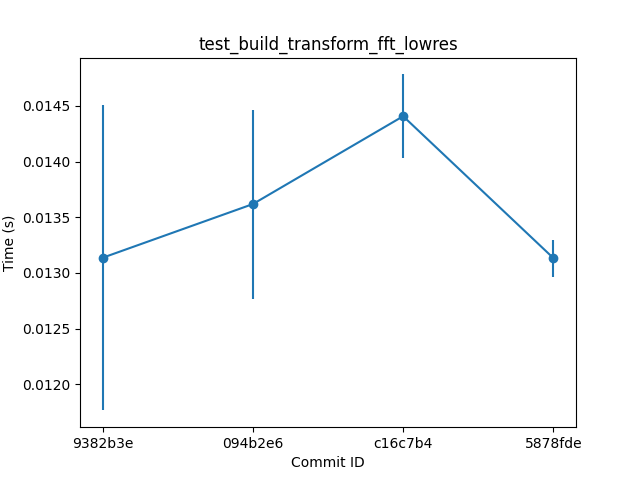 test_build_transform_fft_lowres
Time (s)
0.0145
0.0140
0.0135
0.0130
0.0125
0.0120
9382b3e 094b2e6 c16c7b4 5878fde
Commit ID